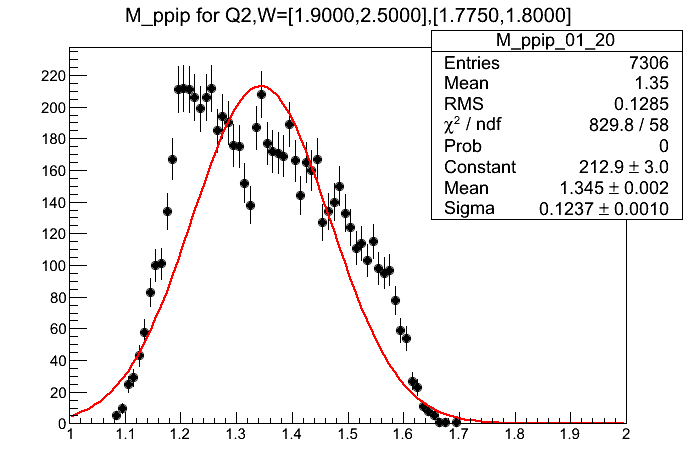 M_ppip for Q2,W=[1.9000,2.5000],[1.7750,1.8000]
M_ppip_01_20
Entries 7306
Mean 1.35
RMS 0.1285
χ² / ndf 829.8 / 58
Prob 0
Constant 212.9 ± 3.0
Mean 1.345 ± 0.002
Sigma 0.1237 ± 0.0010
220
200
180
160
140
120
100
80
60
40
20
0
1 1.1 1.2 1.3 1.4 1.5 1.6 1.7 1.8 1.9 2